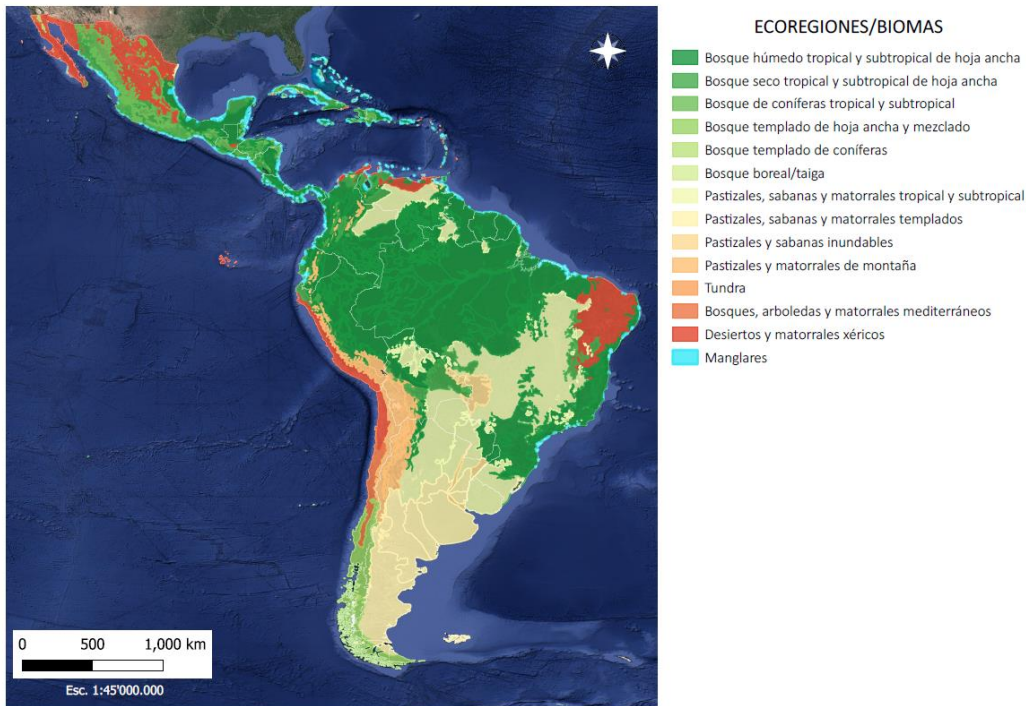 ECOREGIONES/BIOMAS
Bosque húmedo tropical y subtropical de hoja ancha
Bosque seco tropical y subtropical de hoja ancha
Bosque de coníferas tropical y subtropical
Bosque templado de hoja ancha y mezclado
Bosque templado de coníferas
Bosque boreal/taiga
Pastizales, sabanas y matorrales tropical y subtropical
Pastizales, sabanas y matorrales templados
Pastizales y sabanas inundables
Pastizales y matorrales de montaña
Tundra
Bosques, arboledas y matorrales mediterráneos
Desiertos y matorrales xéricos
Manglares
0 500 1,000 km
Esc. 1:45'000.000